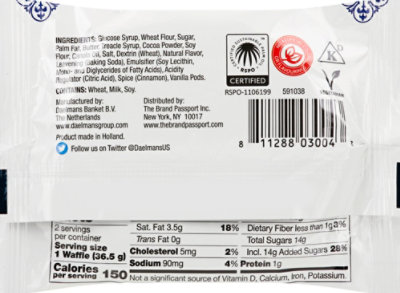 INGREDIENTS: Glucose Syrup, Wheat Flour, Sugar,
Palm Fat, Butter, Treacle Syrup, Cocoa Powder, Soy
Flour, Canola Oil, Salt, Dextrin (Wheat), Natural Flavor,
Leavening (Baking Soda), Emulsifier (Soy Lecithin,
Mono- and Diglycerides of Fatty Acids), Acidity
Regulator (Citric Acid), Spice (Cinnamon), Vanilla Pods.
CONTAINS: Wheat, Milk, Soy.
Manufactured by:
Daelmans Banket B.V.
The Netherlands
(daelmansgroup.com)
Distributed by:
The Brand Passport Inc.
New York, NY 10017
www.thebrandpassport.com
Product made in Holland.
Follow us on Twitter @DaelmansUS
RSPO
CERTIFIED
RSPO-1106199
591038
K
D
8 11288 03004
2 servings
per container
Serving size
1 Waffle (36.5 g)
Calories
per serving 150
Sat. Fat 3.5g 18%
Trans Fat 0g
Cholesterol 5mg 2%
Sodium 90mg 4%
Dietary Fiber less than 1g 3%
Total Sugars 14g
Incl. 14g Added Sugars 28%
Protein 1g
Not a significant source of Vitamin D, Calcium, Iron, Potassium.